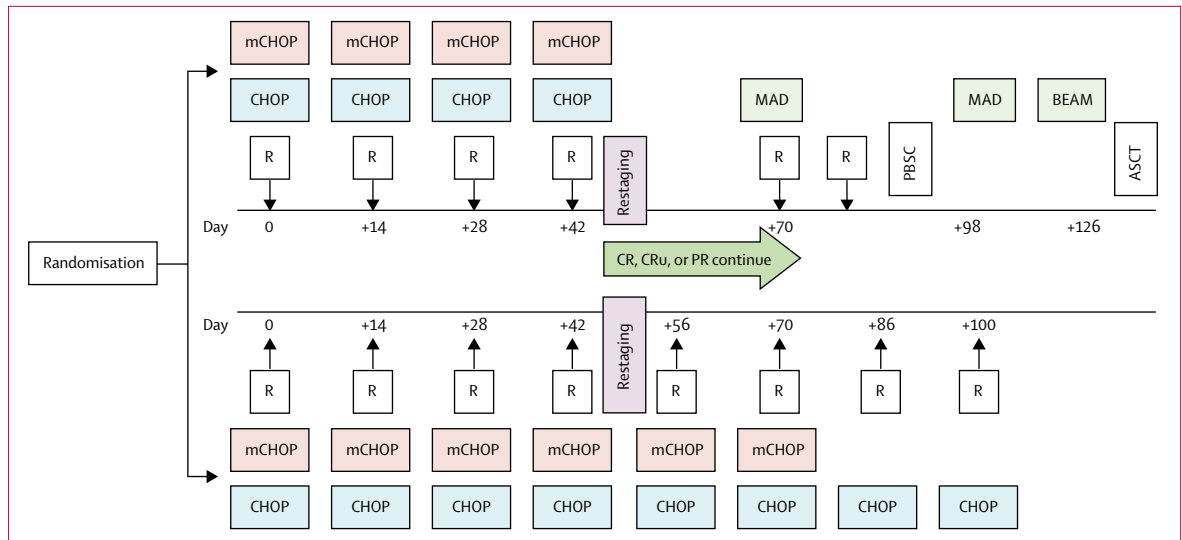 mCHOP mCHOP mCHOP mCHOP
CHOP CHOP CHOP CHOP MAD MAD BEAM
R R R R Restaging R R PBSC ASCT
Day 0 +14 +28 +42 +70 +98 +126
Randomisation CR, CRu, or PR continue
Day 0 +14 +28 +42 Restaging +56 +70 +86 +100
R R R R R R R R
mCHOP mCHOP mCHOP mCHOP mCHOP mCHOP
CHOP CHOP CHOP CHOP CHOP CHOP CHOP CHOP